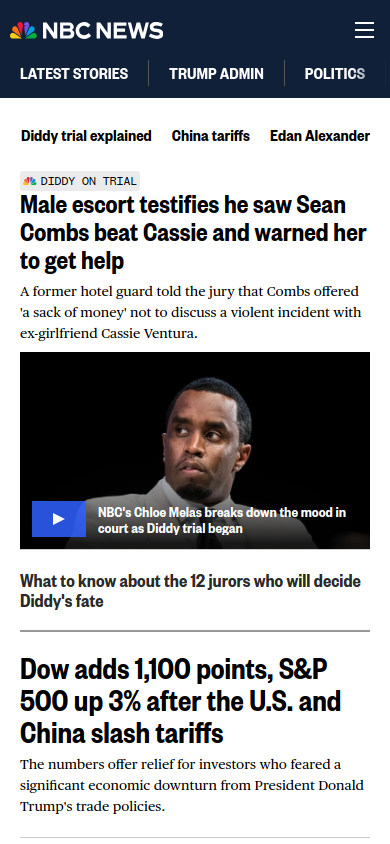 NBC NEWS
LATEST STORIES
TRUMP ADMIN
POLITICS
Diddy trial explained
China tariffs
Edan Alexander
DIDDY ON TRIAL
Male escort testifies he saw Sean
Combs beat Cassie and warned her
to get help
A former hotel guard told the jury that Combs offered
'a sack of money' not to discuss a violent incident with
ex-girlfriend Cassie Ventura.
NBC's Chloe Melas breaks down the mood in
court as Diddy trial began
What to know about the 12 jurors who will decide
Diddy's fate
Dow adds 1,100 points, S&P
500 up 3% after the U.S. and
China slash tariffs
The numbers offer relief for investors who feared a
significant economic downturn from President Donald
Trump's trade policies.